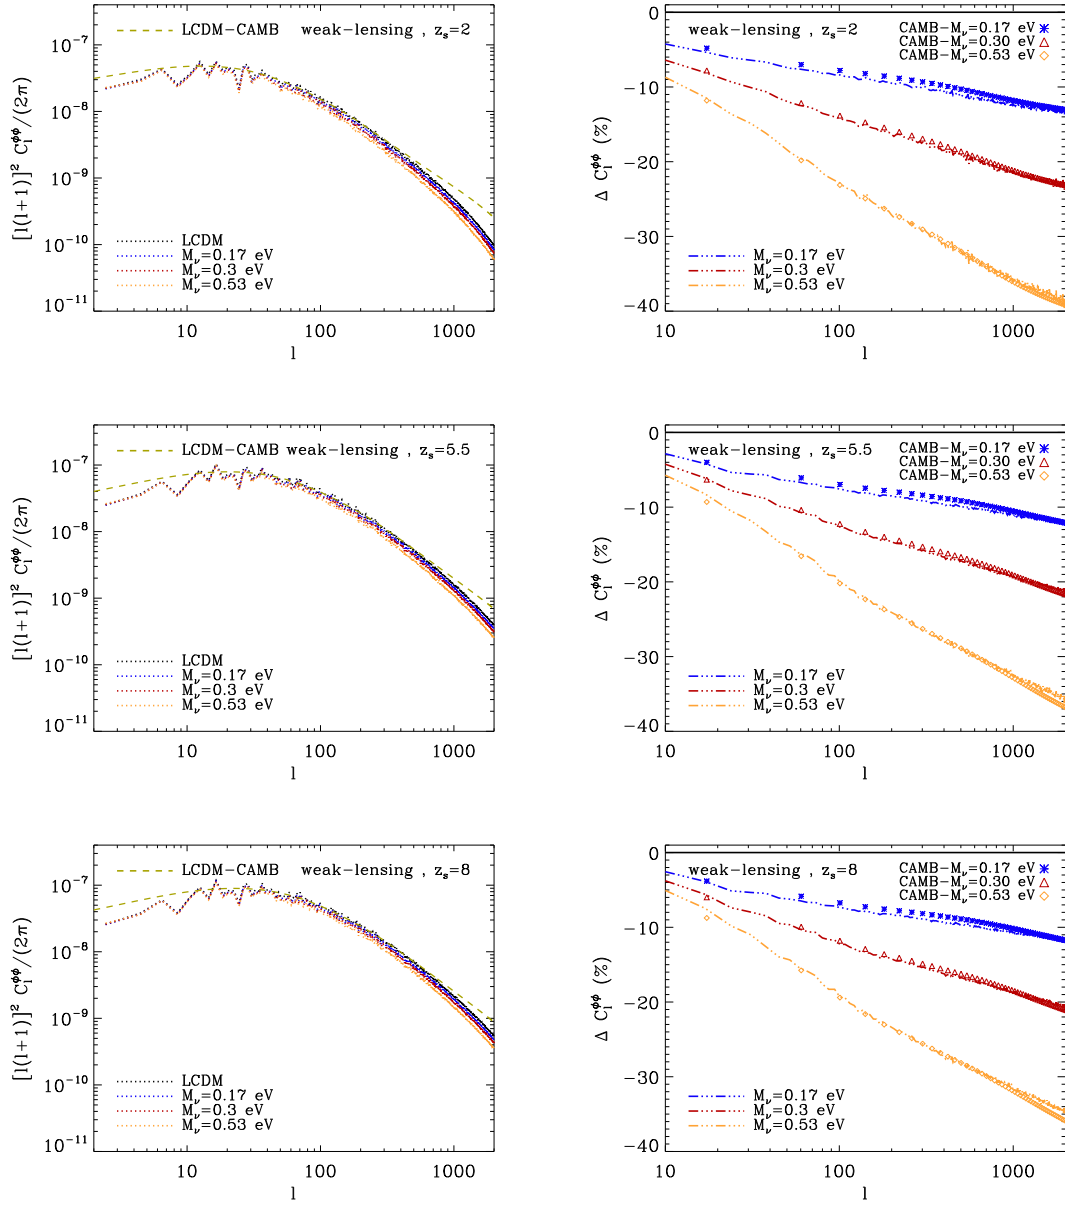 LCDM-CAMB weak-lensing , z_s=2
[l(l+1)]² C_l^ϕϕ/(2π)
10⁻⁷
10⁻⁸
10⁻⁹
10⁻¹⁰
10⁻¹¹
LCDM
M_ν=0.17 eV
M_ν=0.3 eV
M_ν=0.53 eV
10 100 1000
l
weak-lensing , z_s=2
CAMB-M_ν=0.17 eV
CAMB-M_ν=0.30 eV
CAMB-M_ν=0.53 eV
Δ C_l^ϕϕ (%)
0
−10
−20
−30
−40
M_ν=0.17 eV
M_ν=0.3 eV
M_ν=0.53 eV
10 100 1000
l
LCDM-CAMB weak-lensing , z_s=5.5
[l(l+1)]² C_l^ϕϕ/(2π)
10⁻⁷
10⁻⁸
10⁻⁹
10⁻¹⁰
10⁻¹¹
LCDM
M_ν=0.17 eV
M_ν=0.3 eV
M_ν=0.53 eV
10 100 1000
l
weak-lensing , z_s=5.5
CAMB-M_ν=0.17 eV
CAMB-M_ν=0.30 eV
CAMB-M_ν=0.53 eV
Δ C_l^ϕϕ (%)
0
−10
−20
−30
−40
M_ν=0.17 eV
M_ν=0.3 eV
M_ν=0.53 eV
10 100 1000
l
LCDM-CAMB weak-lensing , z_s=8
[l(l+1)]² C_l^ϕϕ/(2π)
10⁻⁷
10⁻⁸
10⁻⁹
10⁻¹⁰
10⁻¹¹
LCDM
M_ν=0.17 eV
M_ν=0.3 eV
M_ν=0.53 eV
10 100 1000
l
weak-lensing , z_s=8
CAMB-M_ν=0.17 eV
CAMB-M_ν=0.30 eV
CAMB-M_ν=0.53 eV
Δ C_l^ϕϕ (%)
0
−10
−20
−30
−40
M_ν=0.17 eV
M_ν=0.3 eV
M_ν=0.53 eV
10 100 1000
l